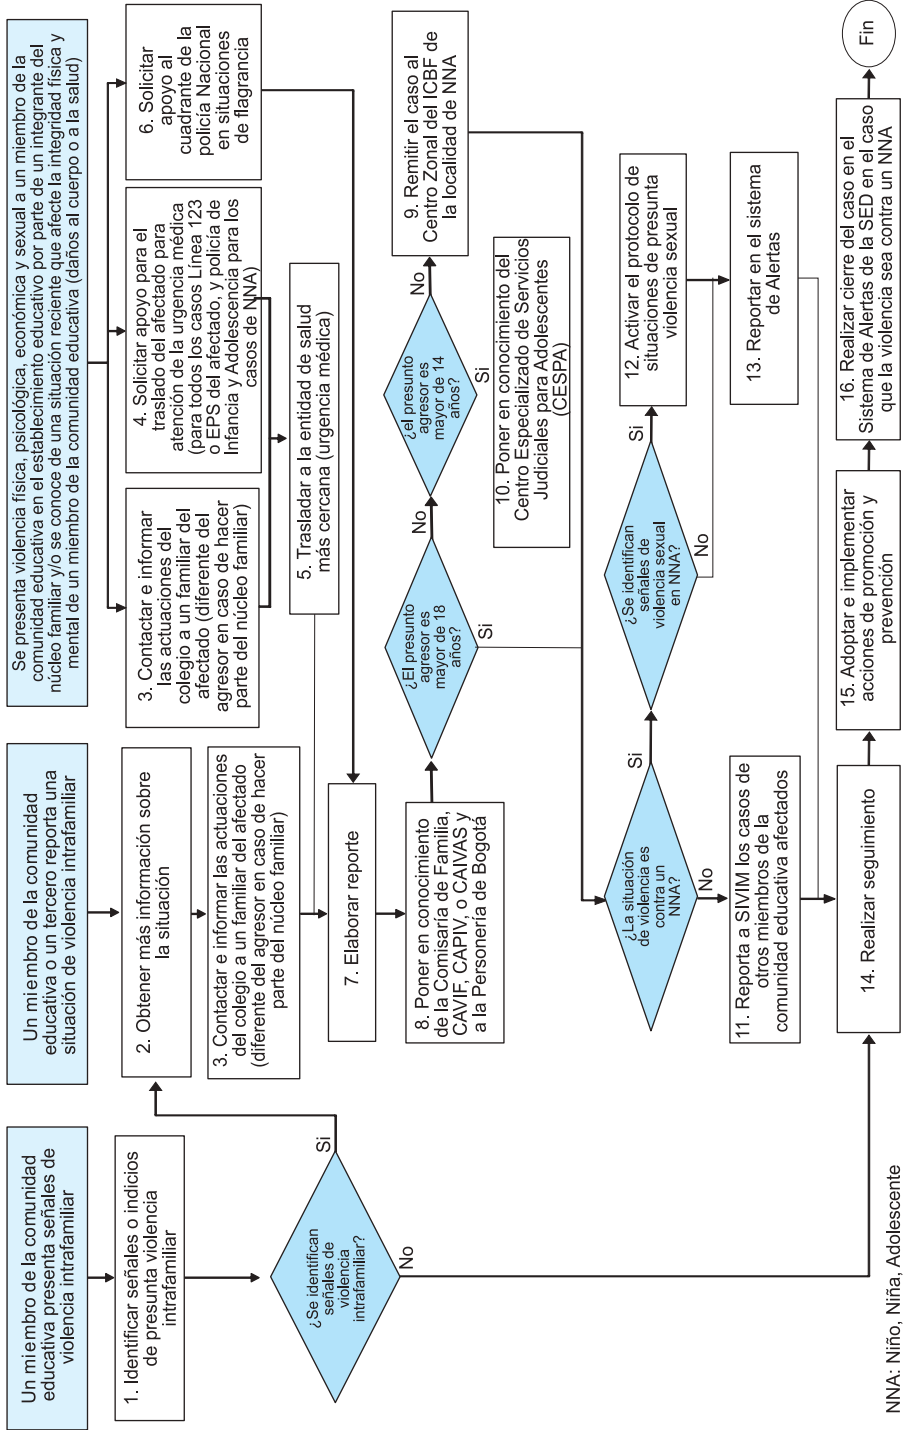 Un miembro de la comunidad
educativa presenta señales de
violencia intrafamiliar
1. Identificar señales o indicios
de presunta violencia
intrafamiliar
¿Se identifican
señales de
violencia
intrafamiliar?
Si
No
Un miembro de la comunidad
educativa o un tercero reporta una
situación de violencia intrafamiliar
2. Obtener más información sobre
la situación
3. Contactar e informar las actuaciones
del colegio a un familiar del afectado
(diferente del agresor en caso de hacer
parte del núcleo familiar)
Se presenta violencia física, psicológica, económica y sexual a un miembro de la
comunidad educativa en el establecimiento educativo por parte de un integrante del
núcleo familiar y/o se conoce de una situación reciente que afecte la integridad física y
mental de un miembro de la comunidad educativa (daños al cuerpo o a la salud)
3. Contactar e informar
las actuaciones del
colegio a un familiar del
afectado (diferente del
agresor en caso de hacer
parte del núcleo familiar)
4. Solicitar apoyo para el
traslado del afectado para
atención de la urgencia médica
(para todos los casos Línea 123
o EPS del afectado, y policía de
Infancia y Adolescencia para los
casos de NNA)
6. Solicitar
apoyo al
cuadrante de la
policía Nacional
en situaciones
de flagrancia
5. Trasladar a la entidad de salud
más cercana (urgencia médica)
7. Elaborar reporte
8. Poner en conocimiento
de la Comisaría de Familia,
CAVIF, CAPIV, o CAIVAS y
a la Personería de Bogotá
¿El presunto
agresor es
mayor de 18
años?
No
Si
¿el presunto
agresor es
mayor de 14
años?
No
Si
9. Remitir el caso al
Centro Zonal del ICBF de
la localidad de NNA
10. Poner en conocimiento del
Centro Especializado de Servicios
Judiciales para Adolescentes
(CESPA)
¿La situación
de violencia es
contra un
NNA?
Si
No
¿Se identifican
señales de
violencia sexual
en NNA?
Si
No
12. Activar el protocolo de
situaciones de presunta
violencia sexual
11. Reporta a SIVIM los casos de
otros miembros de la
comunidad educativa afectados
13. Reportar en el sistema
de Alertas
14. Realizar seguimiento
15. Adoptar e implementar
acciones de promoción y
prevención
16. Realizar cierre del caso en el
Sistema de Alertas de la SED en el caso
que la violencia sea contra un NNA
Fin
NNA: Niño, Niña, Adolescente